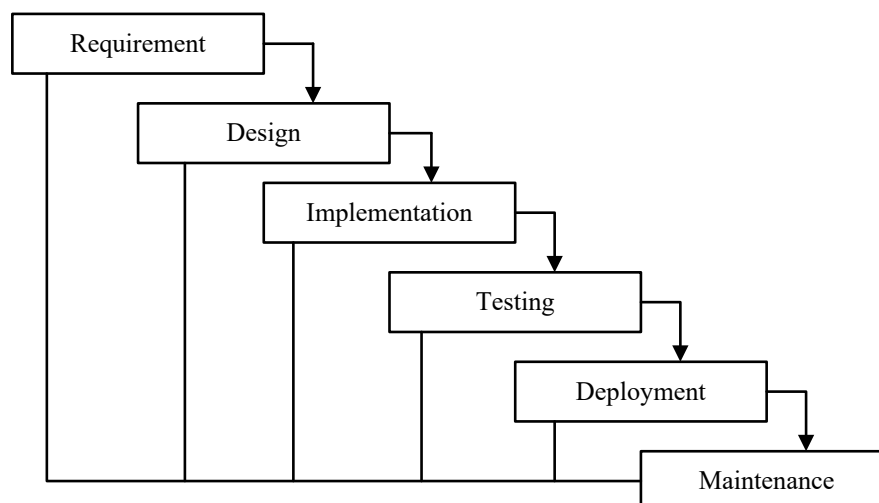 Requirement
Design
Implementation
Testing
Deployment
Maintenance